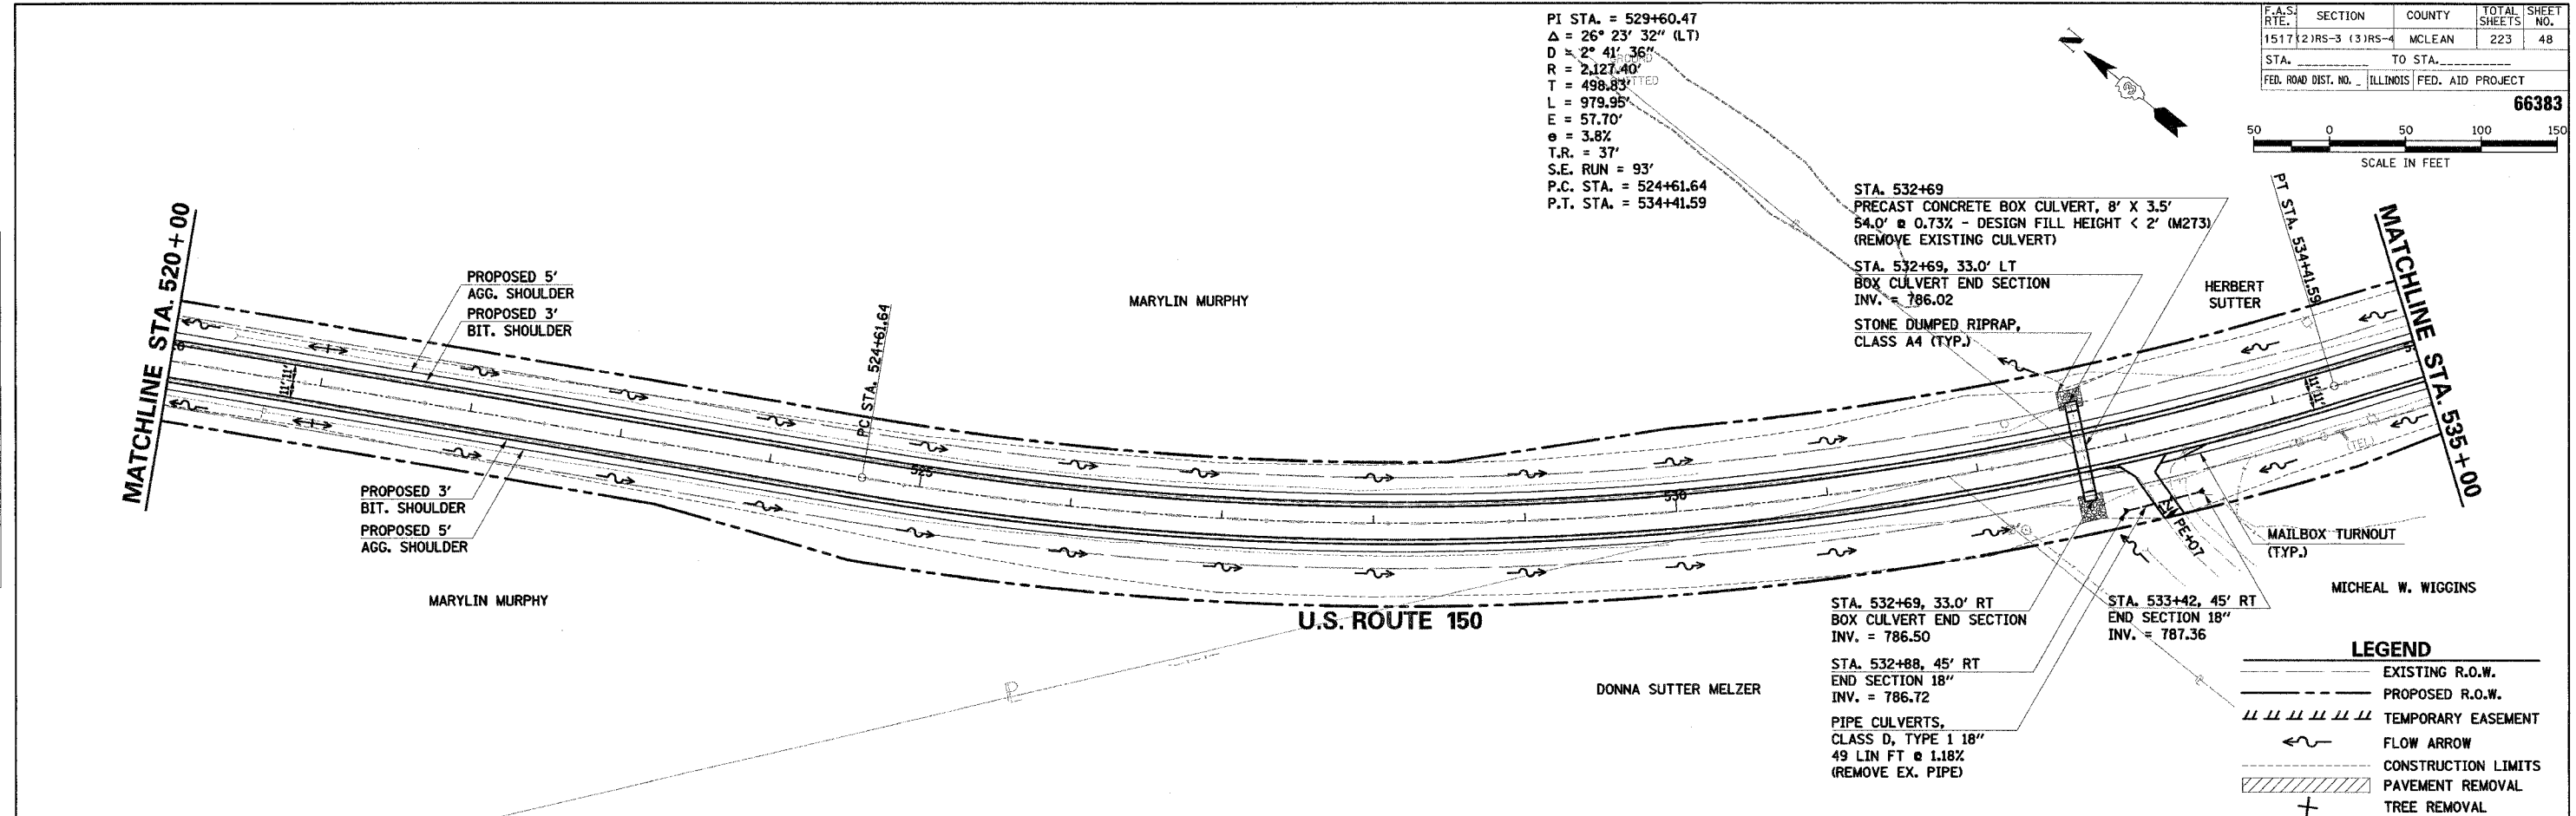 PI STA. = 529+60.47
Δ = 26° 23' 32" (LT)
D = 2° 41' 36"
R = 2,127.40'
T = 498.83'
L = 979.95'
E = 57.70'
e = 3.8%
T.R. = 37'
S.E. RUN = 93'
P.C. STA. = 524+61.64
P.T. STA. = 534+41.59
F.A.S. RTE. SECTION COUNTY TOTAL SHEETS SHEET NO.
1517 (2)RS-3 (3)RS-4 MCLEAN 223 48
STA. __________ TO STA. __________
FED. ROAD DIST. NO. _ ILLINOIS FED. AID PROJECT
66383
50 0 50 100 150
SCALE IN FEET
MATCHLINE STA. 520+00
PROPOSED 5'
AGG. SHOULDER
PROPOSED 3'
BIT. SHOULDER
11' 11'
PROPOSED 3'
BIT. SHOULDER
PROPOSED 5'
AGG. SHOULDER
MARYLIN MURPHY
PC STA. 524+61.64
525
MARYLIN MURPHY
530
U.S. ROUTE 150
STA. 532+69
PRECAST CONCRETE BOX CULVERT, 8' X 3.5'
54.0' @ 0.73% - DESIGN FILL HEIGHT < 2' (M273)
(REMOVE EXISTING CULVERT)
STA. 532+69, 33.0' LT
BOX CULVERT END SECTION
INV. = 786.02
STONE DUMPED RIPRAP,
CLASS A4 (TYP.)
HERBERT
SUTTER
PT STA. 534+41.59
MATCHLINE STA. 535+00
11' 11'
(TEL)
PE+07
MAILBOX TURNOUT
(TYP.)
MICHEAL W. WIGGINS
STA. 532+69, 33.0' RT
BOX CULVERT END SECTION
INV. = 786.50
STA. 533+42, 45' RT
END SECTION 18"
INV. = 787.36
STA. 532+88, 45' RT
END SECTION 18"
INV. = 786.72
PIPE CULVERTS,
CLASS D, TYPE 1 18"
49 LIN FT @ 1.18%
(REMOVE EX. PIPE)
DONNA SUTTER MELZER
LEGEND
EXISTING R.O.W.
PROPOSED R.O.W.
TEMPORARY EASEMENT
FLOW ARROW
CONSTRUCTION LIMITS
PAVEMENT REMOVAL
TREE REMOVAL